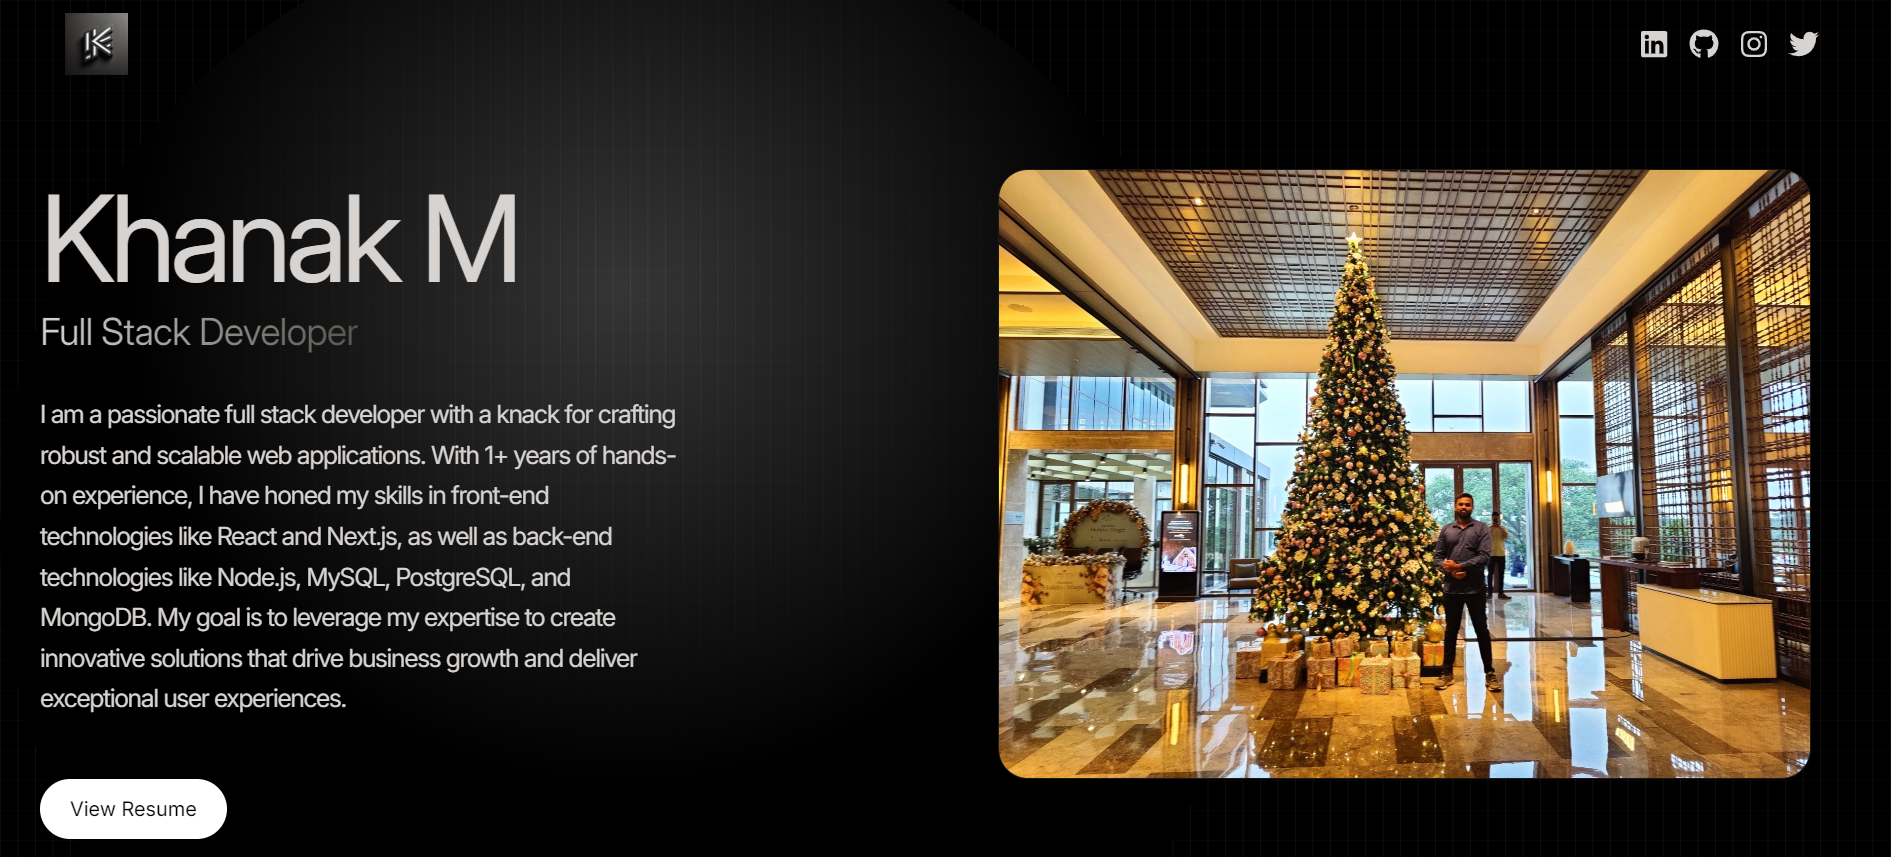 Khanak M
Full Stack Developer
I am a passionate full stack developer with a knack for crafting
robust and scalable web applications. With 1+ years of hands-
on experience, I have honed my skills in front-end
technologies like React and Next.js, as well as back-end
technologies like Node.js, MySQL, PostgreSQL, and
MongoDB. My goal is to leverage my expertise to create
innovative solutions that drive business growth and deliver
exceptional user experiences.
View Resume